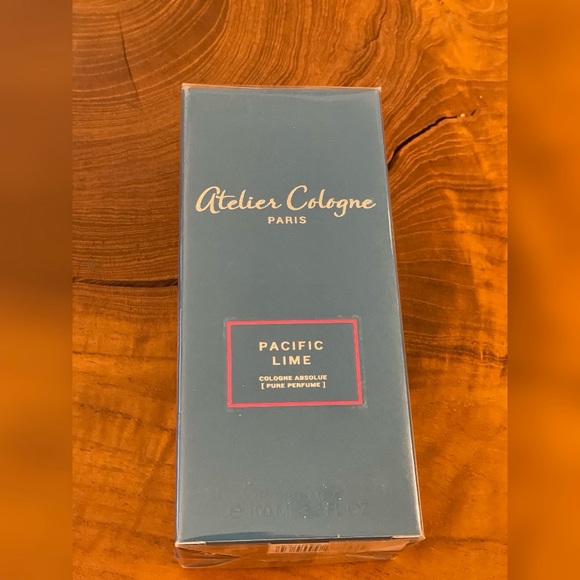 Atelier Cologne
PARIS
PACIFIC
LIME
COLOGNE ABSOLUE
[ PURE PERFUME ]